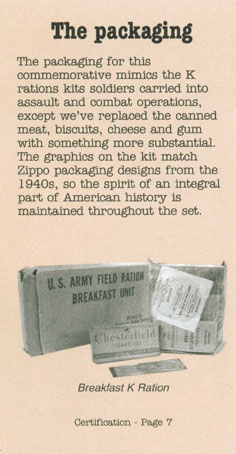 The packaging
The packaging for this
commemorative mimics the K
rations kits soldiers carried into
assault and combat operations,
except we've replaced the canned
meat, biscuits, cheese and gum
with something more substantial.
The graphics on the kit match
Zippo packaging designs from the
1940s, so the spirit of an integral
part of American history is
maintained throughout the set.
U.S. ARMY FIELD RATION
BREAKFAST UNIT
Chesterfield
CIGARETTES
Breakfast K Ration
Certification - Page 7